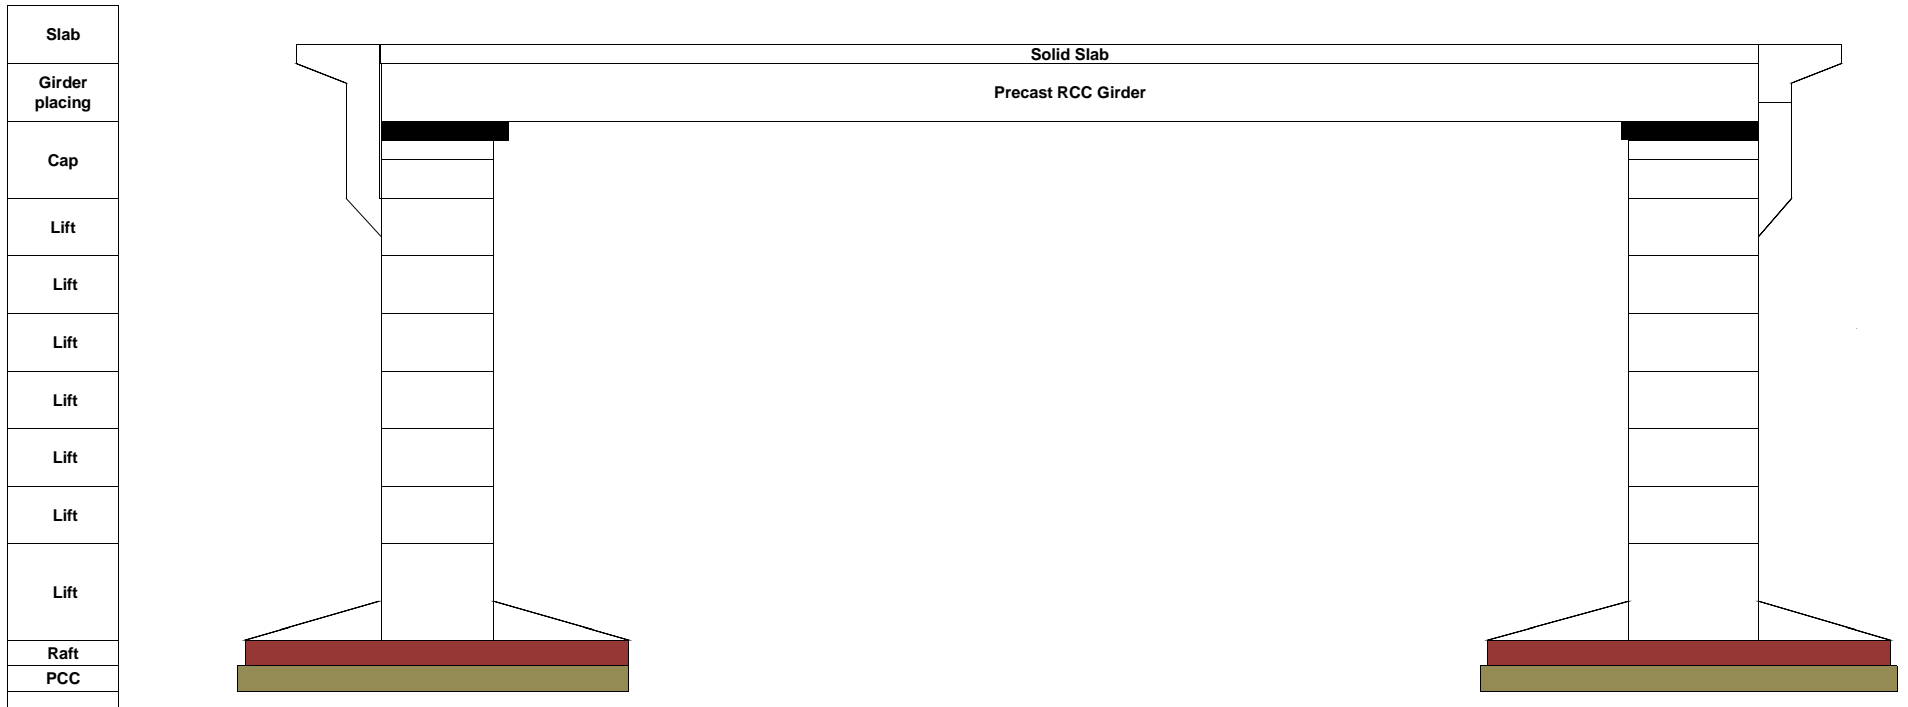 Slab
Solid Slab
Girder
placing
Precast RCC Girder
Cap
Lift
Lift
Lift
Lift
Lift
Lift
Lift
Raft
PCC